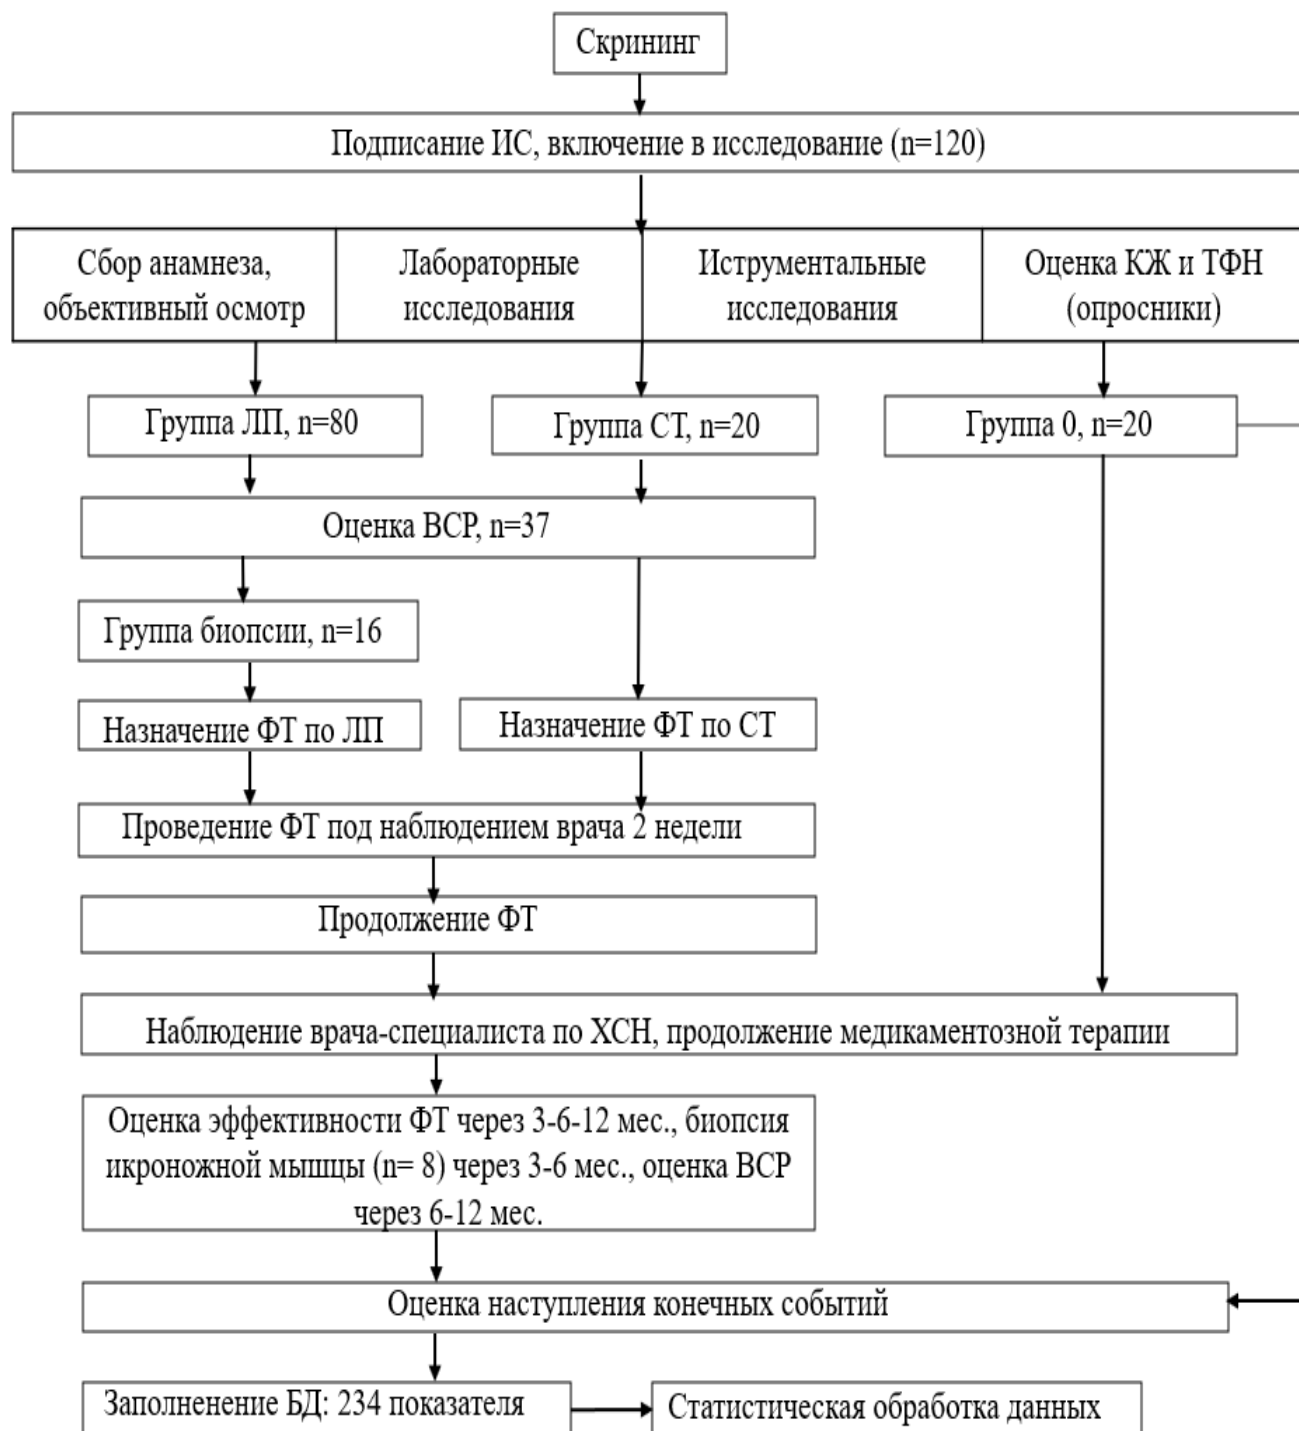 Скрининг
Подписание ИС, включение в исследование (n=120)
Сбор анамнеза,
объективный осмотр
Лабораторные
исследования
Иструментальные
исследования
Оценка КЖ и ТФН
(опросники)
Группа ЛП, n=80
Группа СТ, n=20
Группа 0, n=20
Оценка ВСР, n=37
Группа биопсии, n=16
Назначение ФТ по ЛП
Назначение ФТ по СТ
Проведение ФТ под наблюдением врача 2 недели
Продолжение ФТ
Наблюдение врача-специалиста по ХСН, продолжение медикаментозной терапии
Оценка эффективности ФТ через 3-6-12 мес., биопсия
икроножной мышцы (n= 8) через 3-6 мес., оценка ВСР
через 6-12 мес.
Оценка наступления конечных событий
Заполненение БД: 234 показателя
Статистическая обработка данных